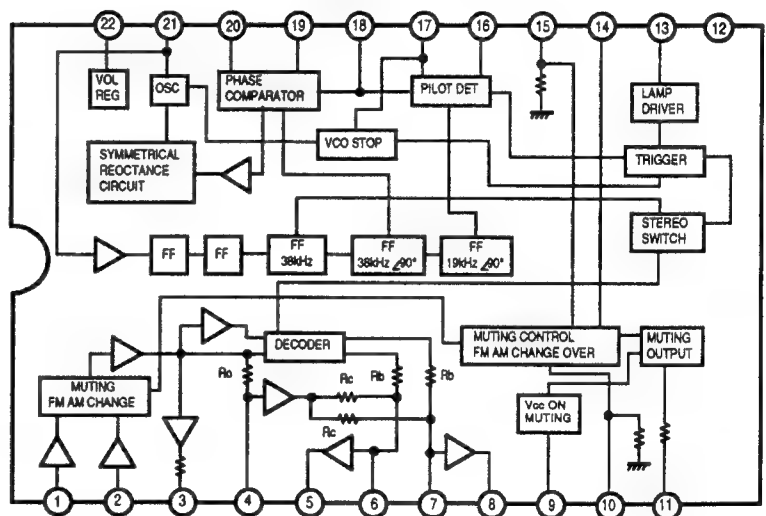 22 21 20 19 18 17 16 15 14 13 12
VOL
REG
OSC
PHASE
COMPARATOR
PILOT DET
LAMP
DRIVER
VCO STOP
TRIGGER
SYMMETRICAL
REOCTANCE
CIRCUIT
STEREO
SWITCH
FF
FF
FF
38kHz
FF
38kHz ∠90°
FF
19kHz ∠90°
DECODER
MUTING CONTROL
FM AM CHANGE OVER
MUTING
OUTPUT
MUTING
FM AM CHANGE
Ro
Rc
Rb
Rb
Rc
Vcc ON
MUTING
1 2 3 4 5 6 7 8 9 10 11